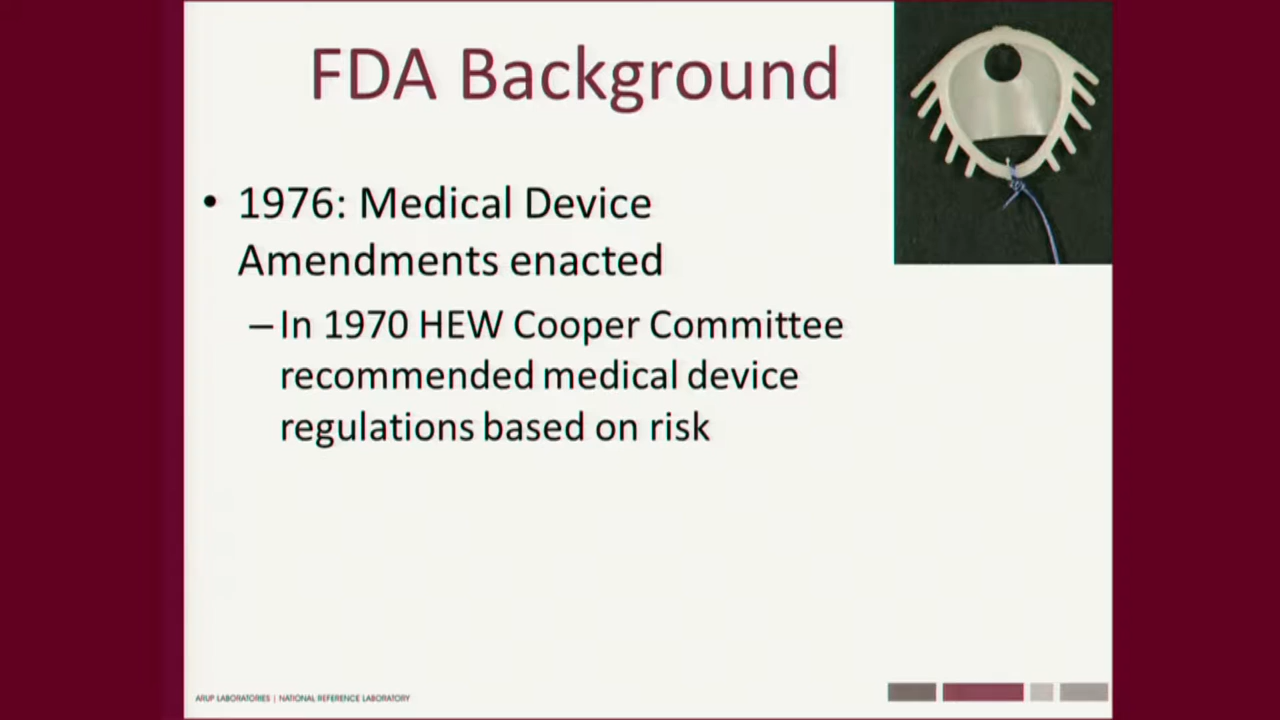 FDA Background
• 1976: Medical Device
Amendments enacted
– In 1970 HEW Cooper Committee
recommended medical device
regulations based on risk
ARUP LABORATORIES | NATIONAL REFERENCE LABORATORY